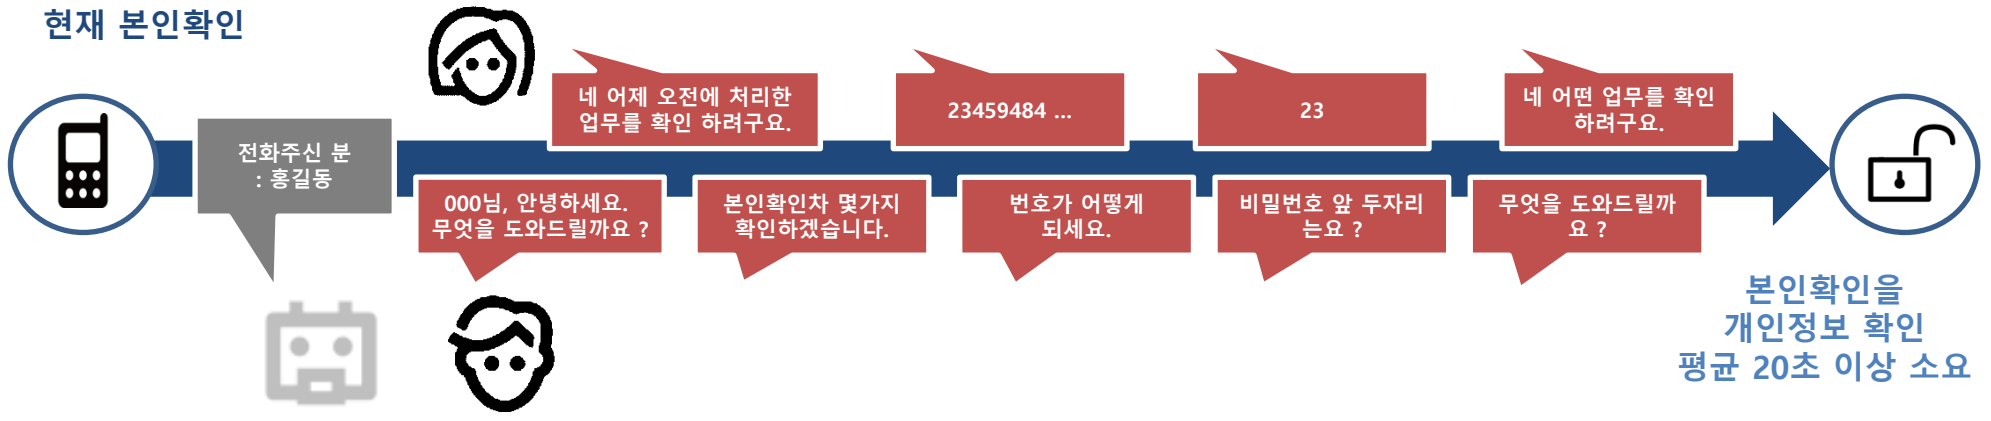 현재 본인확인
전화주신 분
: 홍길동
000님, 안녕하세요.
무엇을 도와드릴까요 ?
네 어제 오전에 처리한
업무를 확인 하려구요.
본인확인차 몇가지
확인하겠습니다.
23459484 ...
번호가 어떻게
되세요.
23
비밀번호 앞 두자리
는요 ?
네 어떤 업무를 확인
하려구요.
무엇을 도와드릴까
요 ?
본인확인을
개인정보 확인
평균 20초 이상 소요